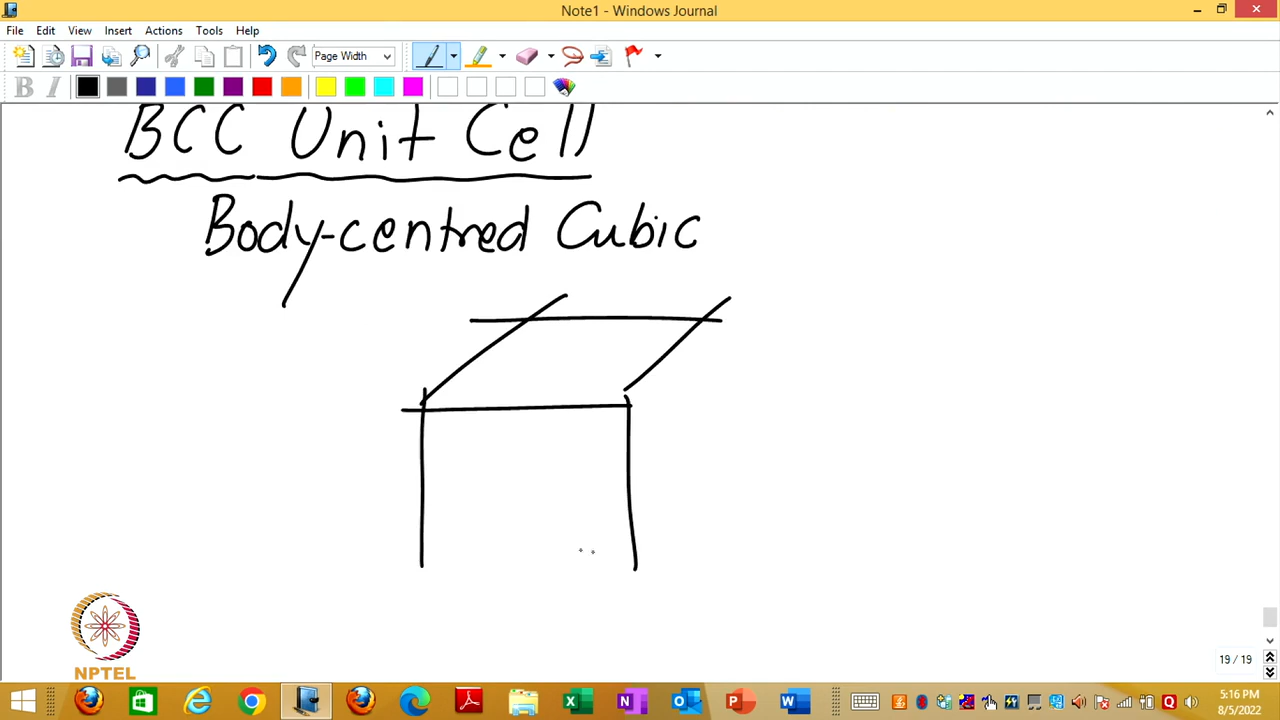 Note1 - Windows Journal
File Edit View Insert Actions Tools Help
Page Width
B I
BCC Unit Cell
Body-centred Cubic
NPTEL
19 / 19
5:16 PM
8/5/2022